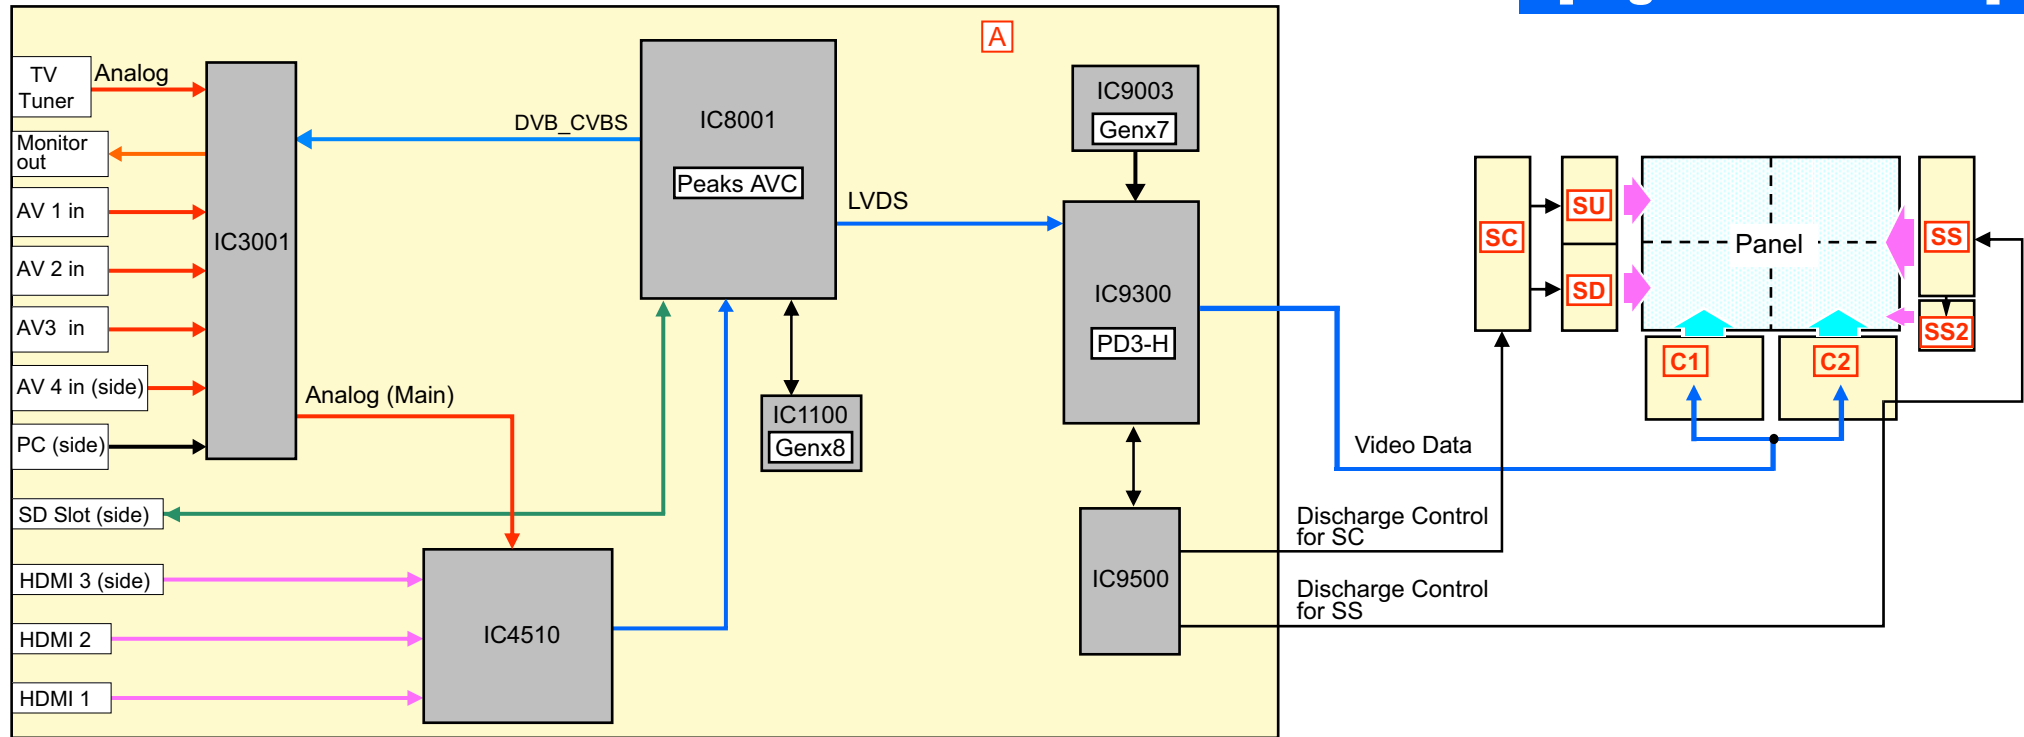 A
TV
Tuner
Analog
Monitor
out
AV 1 in
AV 2 in
AV3 in
AV 4 in (side)
PC (side)
SD Slot (side)
HDMI 3 (side)
HDMI 2
HDMI 1
IC3001
DVB_CVBS
Analog (Main)
IC8001
Peaks AVC
LVDS
IC1100
Genx8
IC4510
IC9003
Genx7
IC9300
PD3-H
IC9500
Video Data
Discharge Control
for SC
Discharge Control
for SS
SC
SU
SD
Panel
SS
SS2
C1
C2